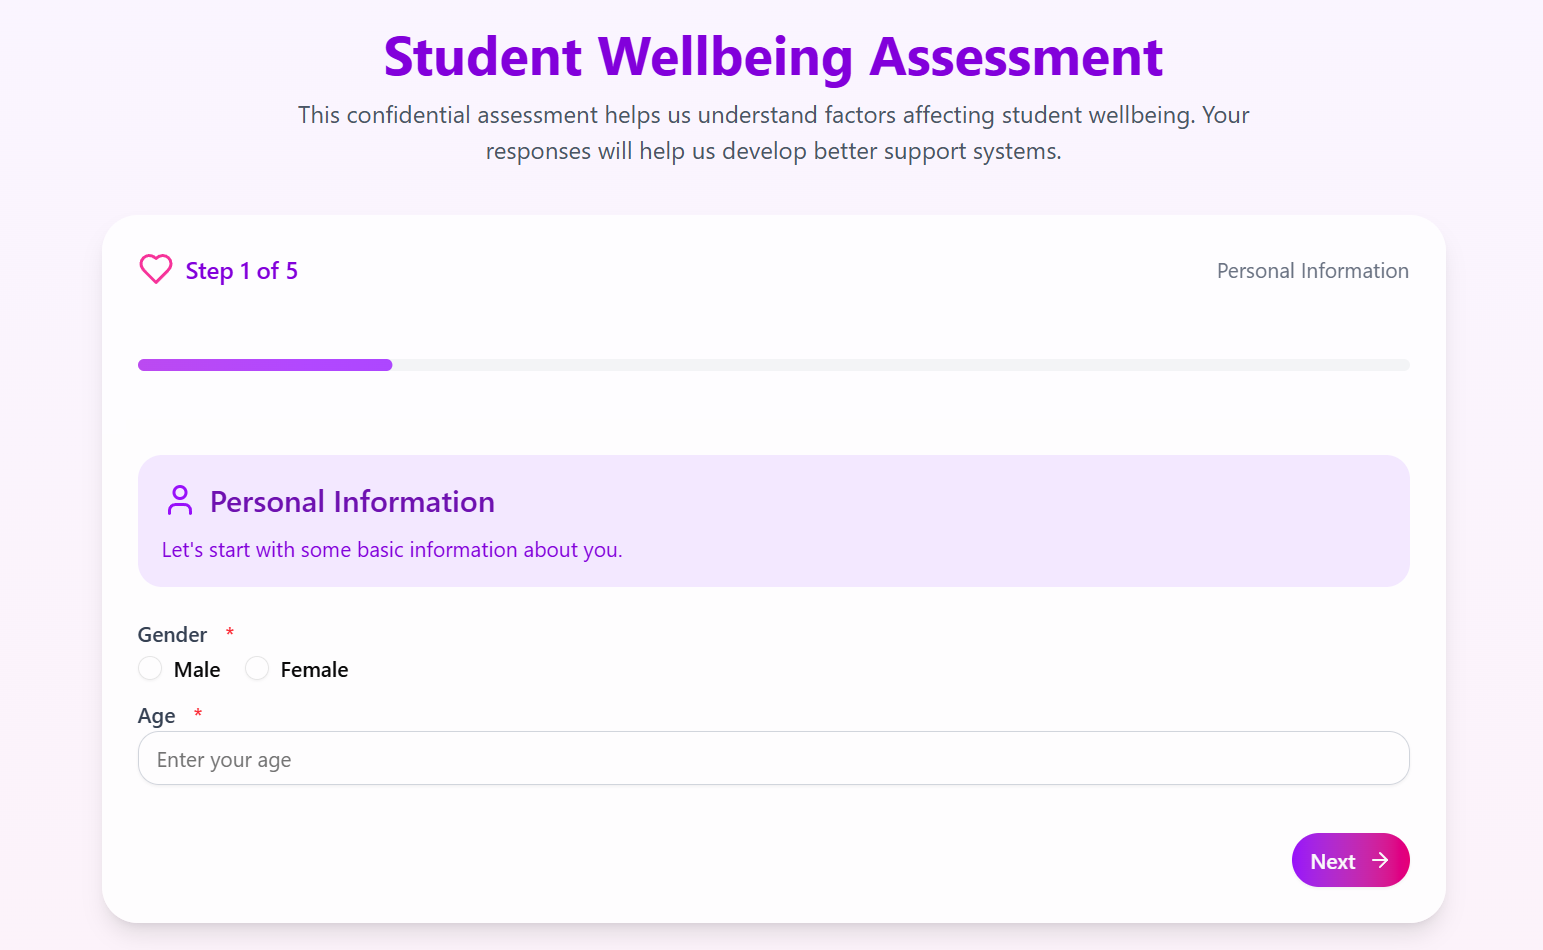 Student Wellbeing Assessment
This confidential assessment helps us understand factors affecting student wellbeing. Your
responses will help us develop better support systems.
Step 1 of 5
Personal Information
Personal Information
Let's start with some basic information about you.
Gender *
Male
Female
Age *
Enter your age
Next